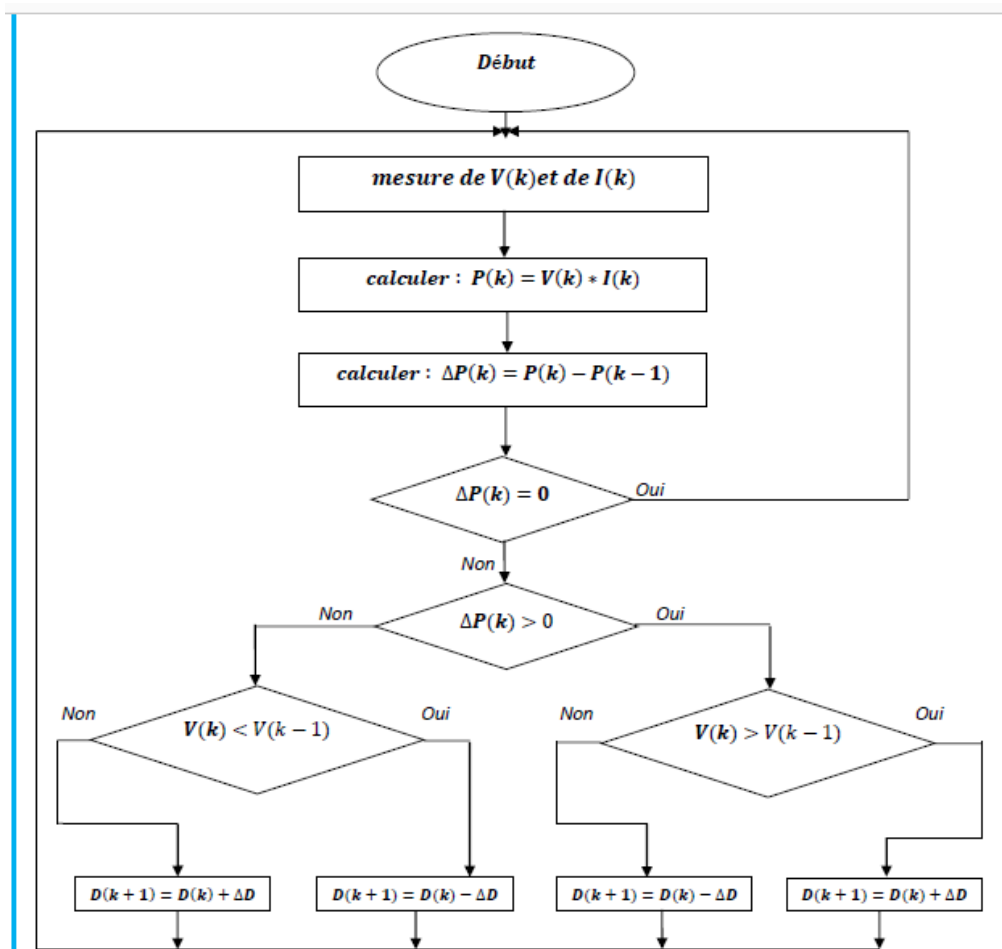 Début
mesure de V(k)et de I(k)
calculer : P(k) = V(k) * I(k)
calculer : ΔP(k) = P(k) − P(k − 1)
ΔP(k) = 0
Oui
Non
ΔP(k) > 0
Non
Oui
V(k) < V(k − 1)
Non
Oui
V(k) > V(k − 1)
Non
Oui
D(k + 1) = D(k) + ΔD
D(k + 1) = D(k) − ΔD
D(k + 1) = D(k) − ΔD
D(k + 1) = D(k) + ΔD